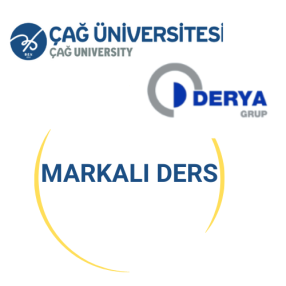 ÇAĞ ÜNİVERSİTESİ
ÇAĞ UNIVERSITY
DERYA
GRUP
MARKALI DERS